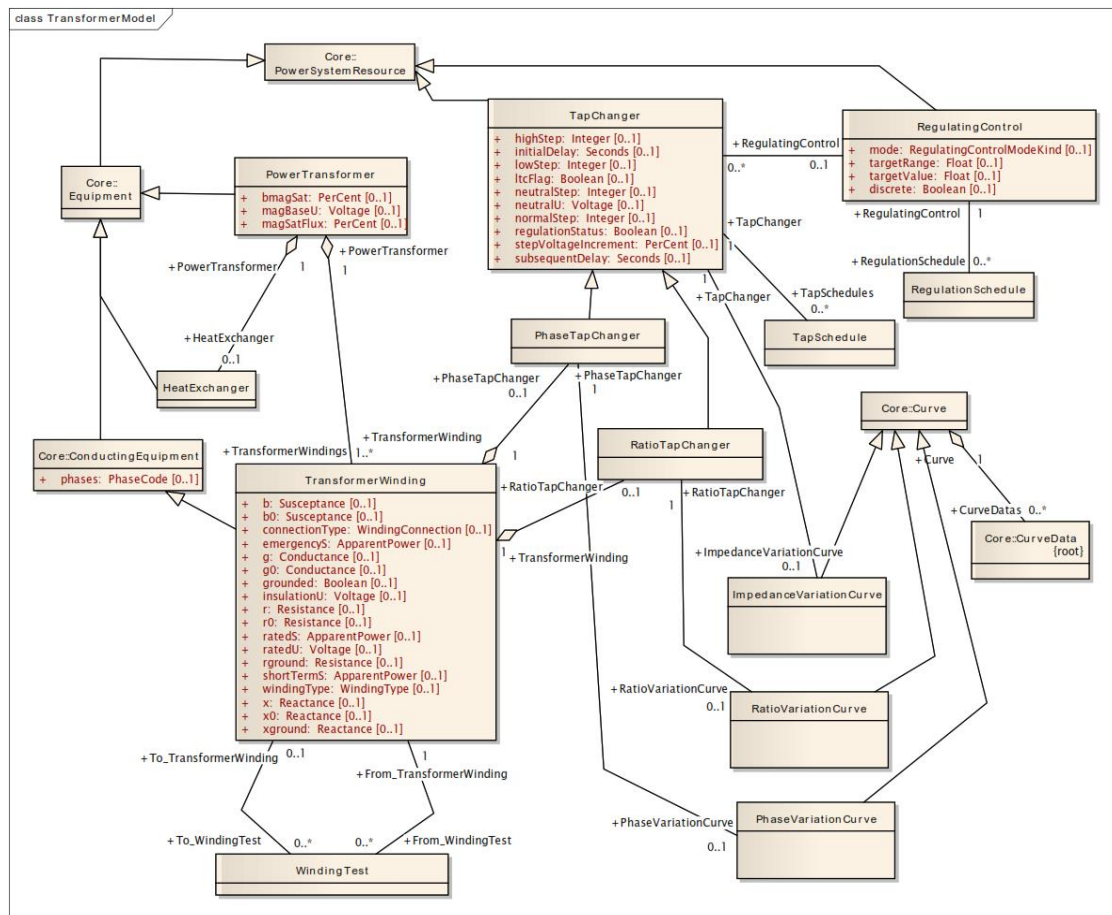 class TransformerModel
Core::
PowerSystemResource
TapChanger
+ highStep: Integer [0..1]
+ initialDelay: Seconds [0..1]
+ lowStep: Integer [0..1]
+ ltcFlag: Boolean [0..1]
+ neutralStep: Integer [0..1]
+ neutralU: Voltage [0..1]
+ normalStep: Integer [0..1]
+ regulationStatus: Boolean [0..1]
+ stepVoltageIncrement: PerCent [0..1]
+ subsequentDelay: Seconds [0..1]
RegulatingControl
+ mode: RegulatingControlModeKind [0..1]
+ targetRange: Float [0..1]
+ targetValue: Float [0..1]
+ discrete: Boolean [0..1]
+RegulatingControl
0..*
0..1
Core::
Equipment
PowerTransformer
+ bmagSat: PerCent [0..1]
+ magBaseU: Voltage [0..1]
+ magSatFlux: PerCent [0..1]
+TapChanger
1
+RegulatingControl
1
+PowerTransformer
1
+PowerTransformer
1
+RegulationSchedule
0..*
RegulationSchedule
1
+TapChanger
+TapSchedules
0..*
TapSchedule
PhaseTapChanger
+HeatExchanger
0..1
HeatExchanger
+PhaseTapChanger
0..1
+PhaseTapChanger
1
Core::Curve
Core::ConductingEquipment
+ phases: PhaseCode [0..1]
+TransformerWindings
1..*
+TransformerWinding
1
RatioTapChanger
+Curve
1
TransformerWinding
+ b: Susceptance [0..1]
+ b0: Susceptance [0..1]
+ connectionType: WindingConnection [0..1]
+ emergencyS: ApparentPower [0..1]
+ g: Conductance [0..1]
+ g0: Conductance [0..1]
+ grounded: Boolean [0..1]
+ insulationU: Voltage [0..1]
+ r: Resistance [0..1]
+ r0: Resistance [0..1]
+ ratedS: ApparentPower [0..1]
+ ratedU: Voltage [0..1]
+ rground: Resistance [0..1]
+ shortTermS: ApparentPower [0..1]
+ windingType: WindingType [0..1]
+ x: Reactance [0..1]
+ x0: Reactance [0..1]
+ xground: Reactance [0..1]
+RatioTapChanger
0..1
+RatioTapChanger
1
1
+TransformerWinding
+CurveDatas
0..*
Core::CurveData
{root}
+ImpedanceVariationCurve
0..1
ImpedanceVariationCurve
+RatioVariationCurve
0..1
RatioVariationCurve
+To_TransformerWinding
0..1
1
+From_TransformerWinding
+PhaseVariationCurve
0..1
PhaseVariationCurve
+To_WindingTest
0..*
0..*
+From_WindingTest
WindingTest